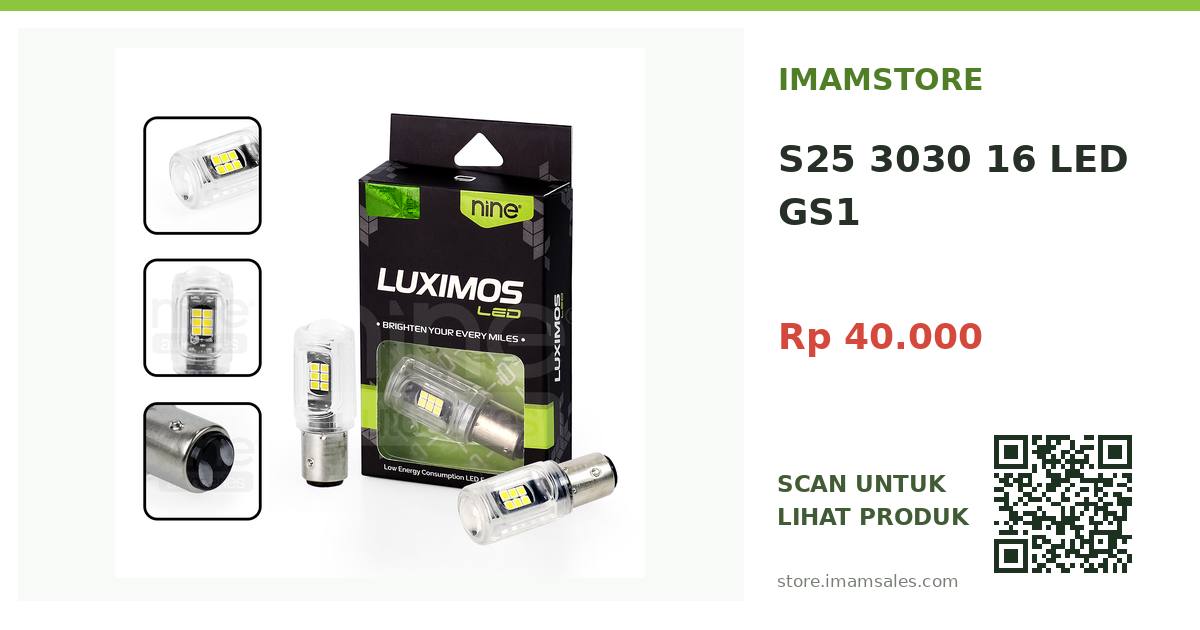 nine
LUXIMOS
LED
• BRIGHTEN YOUR EVERY MILES •
LUXIMOS
LED
Low Energy Consumption LED
IMAMSTORE
S25 3030 16 LED
GS1
Rp 40.000
SCAN UNTUK
LIHAT PRODUK
store.imamsales.com